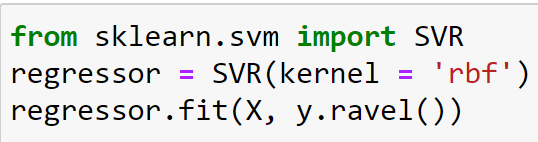 from sklearn.svm import SVR
regressor = SVR(kernel = 'rbf')
regressor.fit(X, y.ravel())